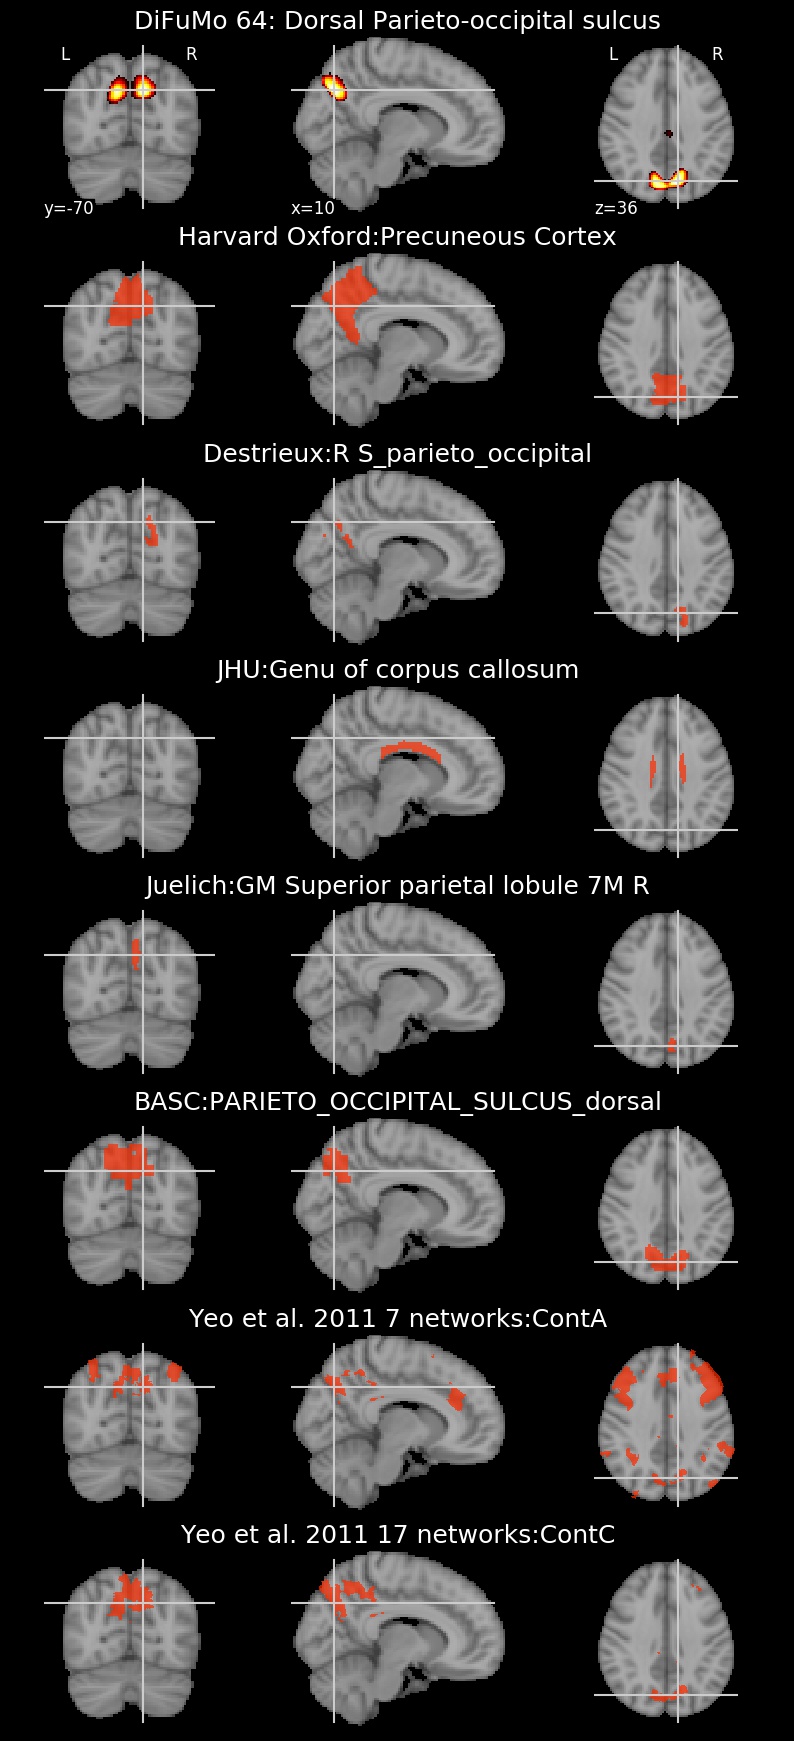 DiFuMo 64: Dorsal Parieto-occipital sulcus
L R L R
y=-70 x=10 z=36
Harvard Oxford:Precuneous Cortex
Destrieux:R S_parieto_occipital
JHU:Genu of corpus callosum
Juelich:GM Superior parietal lobule 7M R
BASC:PARIETO_OCCIPITAL_SULCUS_dorsal
Yeo et al. 2011 7 networks:ContA
Yeo et al. 2011 17 networks:ContC